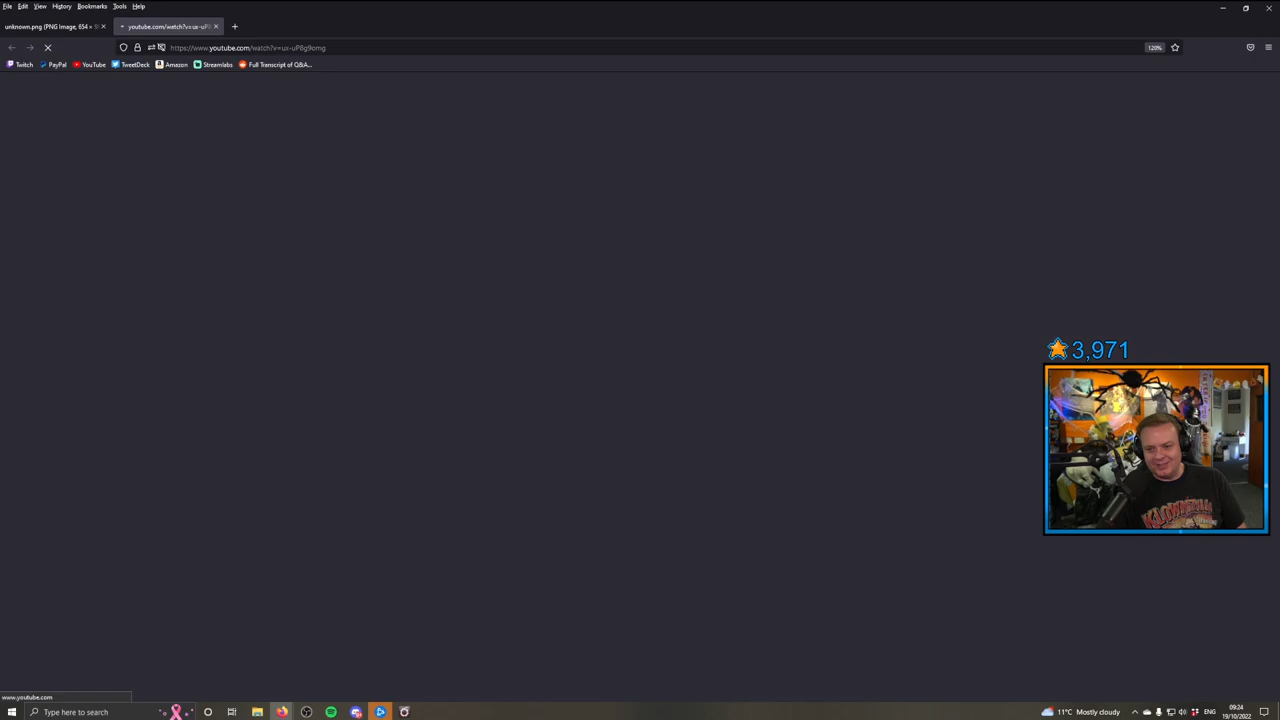 File Edit View History Bookmarks Tools Help
unknown.png (PNG Image, 654 × 5
youtube.com/watch?v=ux-uP8
https://www.youtube.com/watch?v=ux-uP8g9omg
120%
Twitch PayPal YouTube TweetDeck Amazon Streamlabs Full Transcript of Q&A...
3,971
www.youtube.com
Type here to search
11°C Mostly cloudy
ENG
09:24
19/10/2022